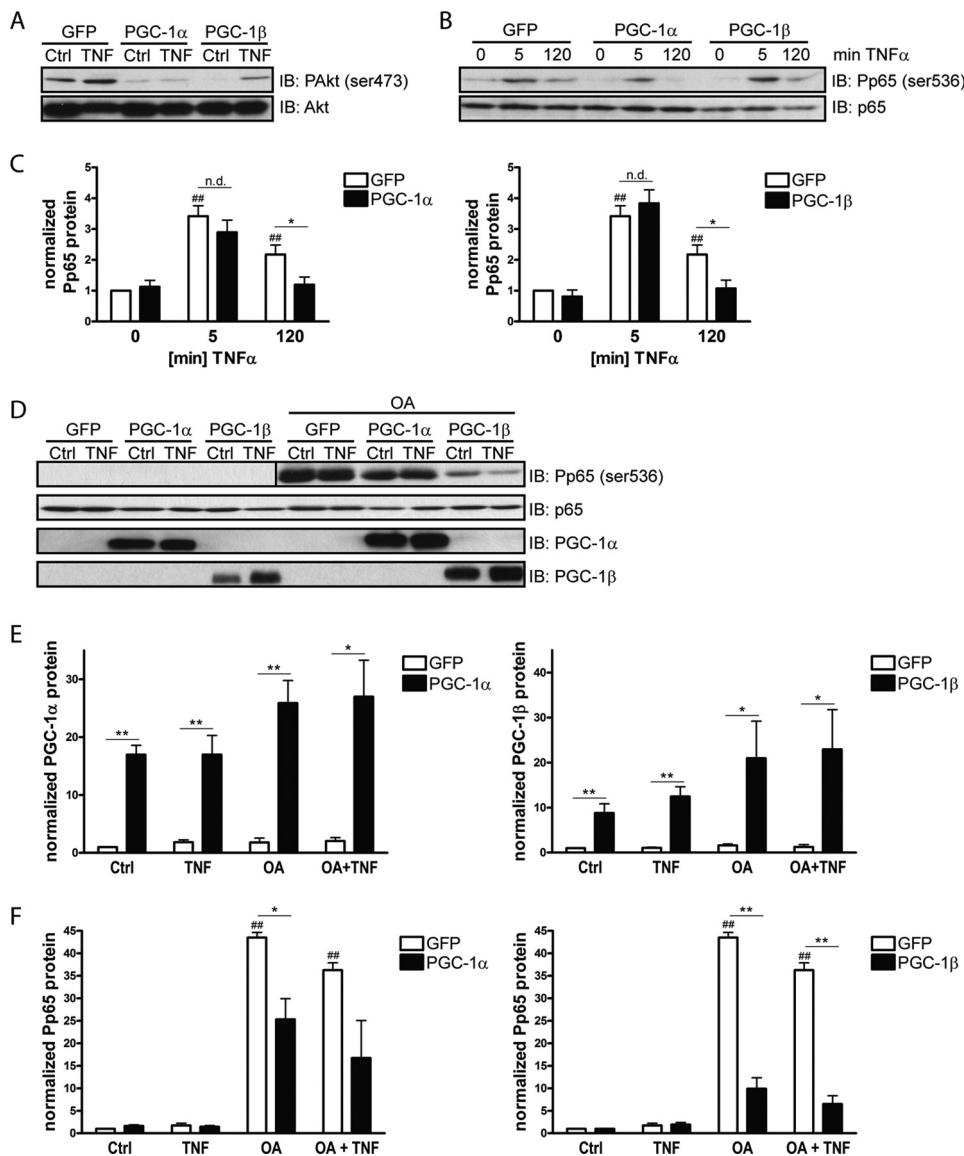 A
GFP PGC-1α PGC-1β
Ctrl TNF Ctrl TNF Ctrl TNF
IB: PAkt (ser473)
IB: Akt
B
GFP PGC-1α PGC-1β
0 5 120 0 5 120 0 5 120 min TNFα
IB: Pp65 (ser536)
IB: p65
C
normalized
Pp65 protein
5
4
3
2
1
0
##
n.d.
##
*
GFP
PGC-1α
0 5 120
[min] TNFα
normalized
Pp65 protein
5
4
3
2
1
0
##
n.d.
##
*
GFP
PGC-1β
0 5 120
[min] TNFα
D
OA
GFP PGC-1α PGC-1β GFP PGC-1α PGC-1β
Ctrl TNF Ctrl TNF Ctrl TNF Ctrl TNF Ctrl TNF Ctrl TNF
IB: Pp65 (ser536)
IB: p65
IB: PGC-1α
IB: PGC-1β
E
normalized PGC-1α protein
30
20
10
0
** ** ** *
GFP
PGC-1α
Ctrl TNF OA OA+TNF
normalized PGC-1β protein
40
30
20
10
0
** ** * *
GFP
PGC-1β
Ctrl TNF OA OA+TNF
F
normalized Pp65 protein
45
40
35
30
25
20
15
10
5
0
*
## ##
GFP
PGC-1α
Ctrl TNF OA OA + TNF
normalized Pp65 protein
45
40
35
30
25
20
15
10
5
0
** **
## ##
GFP
PGC-1β
Ctrl TNF OA OA + TNF